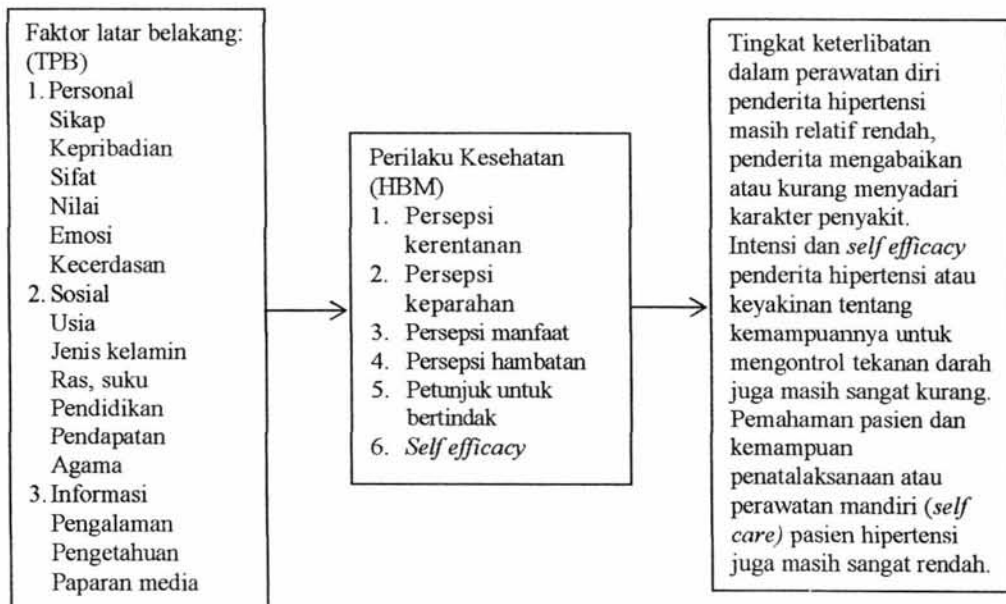 Faktor latar belakang:
(TPB)
1. Personal
Sikap
Kepribadian
Sifat
Nilai
Emosi
Kecerdasan
2. Sosial
Usia
Jenis kelamin
Ras, suku
Pendidikan
Pendapatan
Agama
3. Informasi
Pengalaman
Pengetahuan
Paparan media
Perilaku Kesehatan
(HBM)
1. Persepsi
kerentanan
2. Persepsi
keparahan
3. Persepsi manfaat
4. Persepsi hambatan
5. Petunjuk untuk
bertindak
6. Self efficacy
Tingkat keterlibatan
dalam perawatan diri
penderita hipertensi
masih relatif rendah,
penderita mengabaikan
atau kurang menyadari
karakter penyakit.
Intensi dan self efficacy
penderita hipertensi atau
keyakinan tentang
kemampuannya untuk
mengontrol tekanan darah
juga masih sangat kurang.
Pemahaman pasien dan
kemampuan
penatalaksanaan atau
perawatan mandiri (self
care) pasien hipertensi
juga masih sangat rendah.